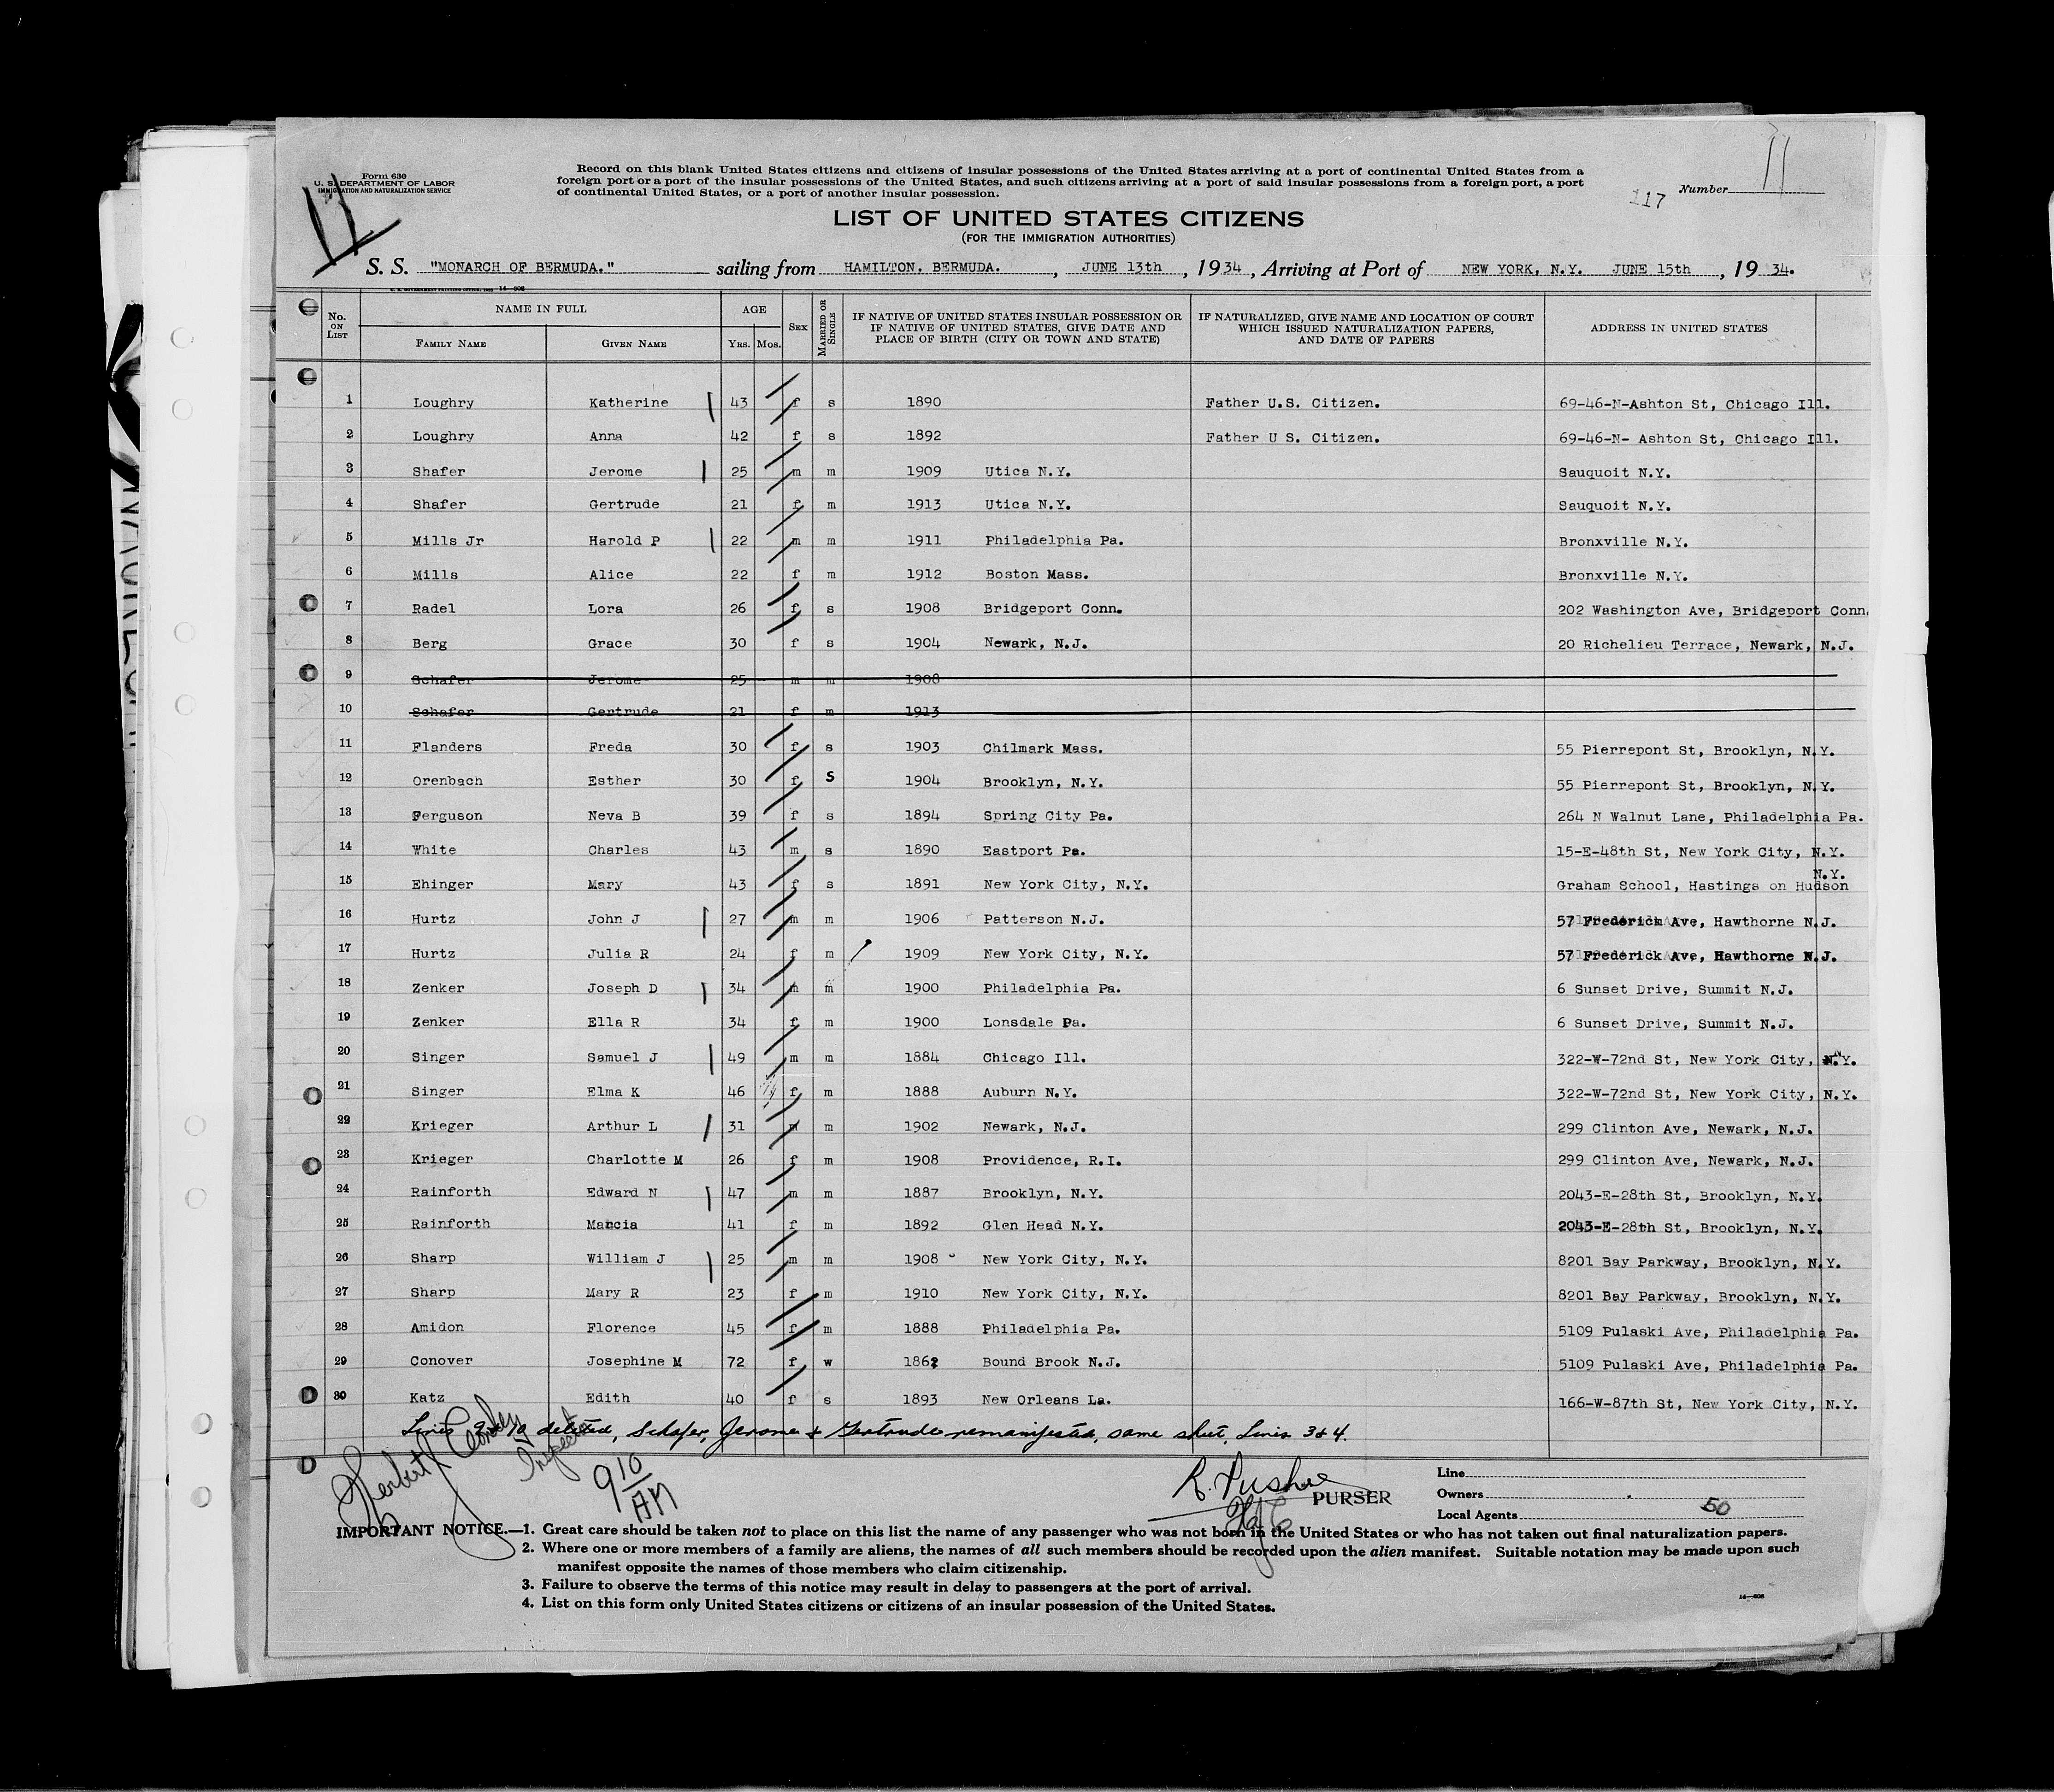 Form 630
U. S. DEPARTMENT OF LABOR
IMMIGRATION AND NATURALIZATION SERVICE
Record on this blank United States citizens and citizens of insular possessions of the United States arriving at a port of continental United States from a
foreign port or a port of the insular possessions of the United States, and such citizens arriving at a port of said insular possessions from a foreign port, a port
of continental United States, or a port of another insular possession.
117 Number 11
11
LIST OF UNITED STATES CITIZENS
(FOR THE IMMIGRATION AUTHORITIES)
S. S. "MONARCH OF BERMUDA." sailing from HAMILTON, BERMUDA. , JUNE 13th , 1934, Arriving at Port of NEW YORK, N.Y. JUNE 15th , 19 34.
No. ON LIST NAME IN FULL AGE SEX MARRIED OR SINGLE IF NATIVE OF UNITED STATES INSULAR POSSESSION OR IF NATIVE OF UNITED STATES, GIVE DATE AND PLACE OF BIRTH (CITY OR TOWN AND STATE) IF NATURALIZED, GIVE NAME AND LOCATION OF COURT WHICH ISSUED NATURALIZATION PAPERS, AND DATE OF PAPERS ADDRESS IN UNITED STATES
FAMILY NAME GIVEN NAME YRS. MOS.
1 Loughry Katherine 43 f s 1890 Father U.S. Citizen. 69-46-N-Ashton St, Chicago Ill.
2 Loughry Anna 42 f s 1892 Father U S. Citizen. 69-46-N- Ashton St, Chicago Ill.
3 Shafer Jerome 25 m m 1909 Utica N.Y. Sauquoit N.Y.
4 Shafer Gertrude 21 f m 1913 Utica N.Y. Sauquoit N.Y.
5 Mills Jr Harold P 22 m m 1911 Philadelphia Pa. Bronxville N.Y.
6 Mills Alice 22 f m 1912 Boston Mass. Bronxville N.Y.
7 Radel Lora 26 f s 1908 Bridgeport Conn. 202 Washington Ave, Bridgeport Conn.
8 Berg Grace 30 f s 1904 Newark, N.J. 20 Richelieu Terrace, Newark, N.J.
9 Schafer Jerome 25 m m 1908
10 Schafer Gertrude 21 f m 1913
11 Flanders Freda 30 f s 1903 Chilmark Mass. 55 Pierrepont St, Brooklyn, N.Y.
12 Orenbach Esther 30 f S 1904 Brooklyn, N.Y. 55 Pierrepont St, Brooklyn, N.Y.
13 Ferguson Neva B 39 f s 1894 Spring City Pa. 264 N Walnut Lane, Philadelphia Pa.
14 White Charles 43 m s 1890 Eastport Pa. 15-E-48th St, New York City, N.Y.
15 Ehinger Mary 43 f s 1891 New York City, N.Y. Graham School, Hastings on Hudson N.Y.
16 Hurtz John J 27 m m 1906 Patterson N.J. 57 Frederick Ave, Hawthorne N.J.
17 Hurtz Julia R 24 f m 1909 New York City, N.Y. 57 Frederick Ave, Hawthorne N.J.
18 Zenker Joseph D 34 m m 1900 Philadelphia Pa. 6 Sunset Drive, Summit N.J.
19 Zenker Ella R 34 f m 1900 Lonsdale Pa. 6 Sunset Drive, Summit N.J.
20 Singer Samuel J 49 m m 1884 Chicago Ill. 322-W-72nd St, New York City, N.Y.
21 Singer Elma K 46 f m 1888 Auburn N.Y. 322-W-72nd St, New York City, N.Y.
22 Krieger Arthur L 31 m m 1902 Newark, N.J. 299 Clinton Ave, Newark, N.J.
23 Krieger Charlotte M 26 f m 1908 Providence, R.I. 299 Clinton Ave, Newark, N.J.
24 Rainforth Edward N 47 m m 1887 Brooklyn, N.Y. 2043-E-28th St, Brooklyn, N.Y.
25 Rainforth Marcia 41 f m 1892 Glen Head N.Y. 2043-E-28th St, Brooklyn, N.Y.
26 Sharp William J 25 m m 1908 New York City, N.Y. 8201 Bay Parkway, Brooklyn, N.Y.
27 Sharp Mary R 23 f m 1910 New York City, N.Y. 8201 Bay Parkway, Brooklyn, N.Y.
28 Amidon Florence 45 f m 1888 Philadelphia Pa. 5109 Pulaski Ave, Philadelphia Pa.
29 Conover Josephine M 72 f w 1862 Bound Brook N.J. 5109 Pulaski Ave, Philadelphia Pa.
30 Katz Edith 40 f s 1893 New Orleans La. 166-W-87th St, New York City, N.Y.
Lines 9 & 10 deleted, Schafer, Jerome & Gertrude remanifested, same sheet, Lines 3 & 4.
Herbert Inspector
9 10 AM
R. PURSER
Line
Owners
Local Agents 50
IMPORTANT NOTICE.—1. Great care should be taken not to place on this list the name of any passenger who was not born in the United States or who has not taken out final naturalization papers.
2. Where one or more members of a family are aliens, the names of all such members should be recorded upon the alien manifest. Suitable notation may be made upon such
manifest opposite the names of those members who claim citizenship.
3. Failure to observe the terms of this notice may result in delay to passengers at the port of arrival.
4. List on this form only United States citizens or citizens of an insular possession of the United States.